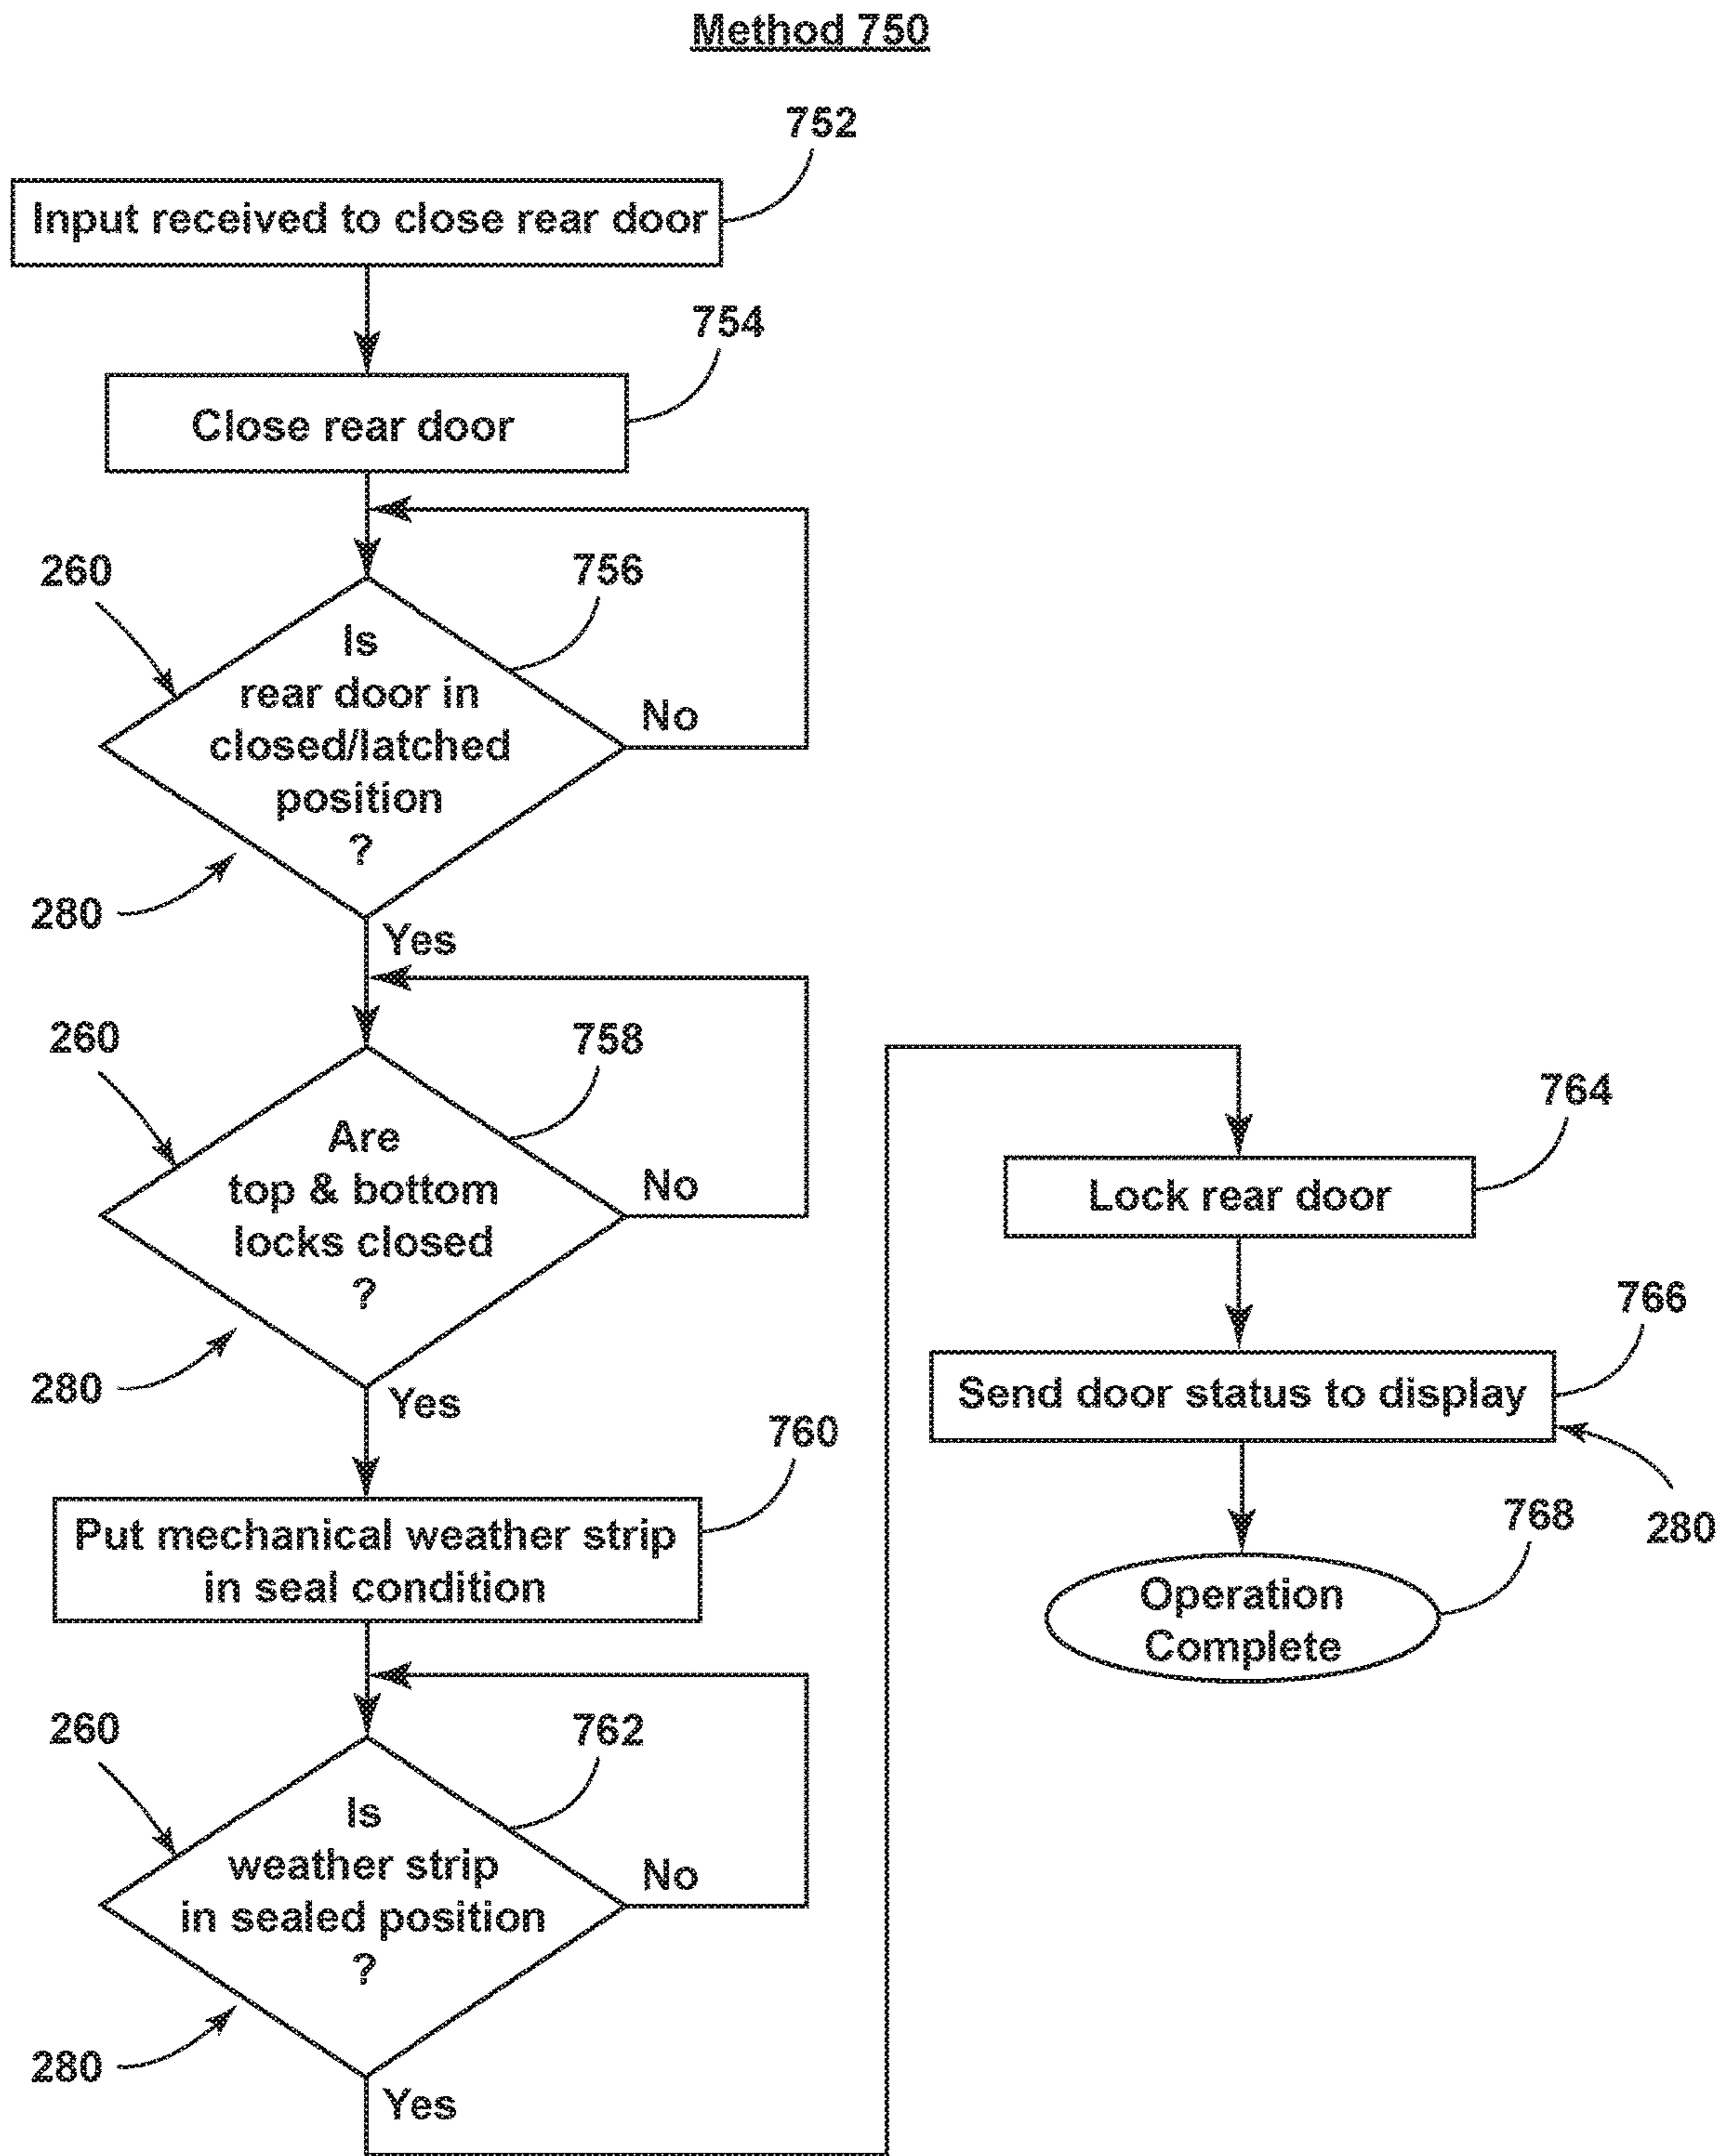 Method 750
752
Input received to close rear door
754
Close rear door
260
756
Is
rear door in
closed/latched
position
?
No
280
Yes
260
758
Are
top & bottom
locks closed
?
No
280
Yes
760
Put mechanical weather strip
in seal condition
260
762
Is
weather strip
in sealed position
?
No
280
Yes
764
Lock rear door
766
Send door status to display
280
768
Operation
Complete